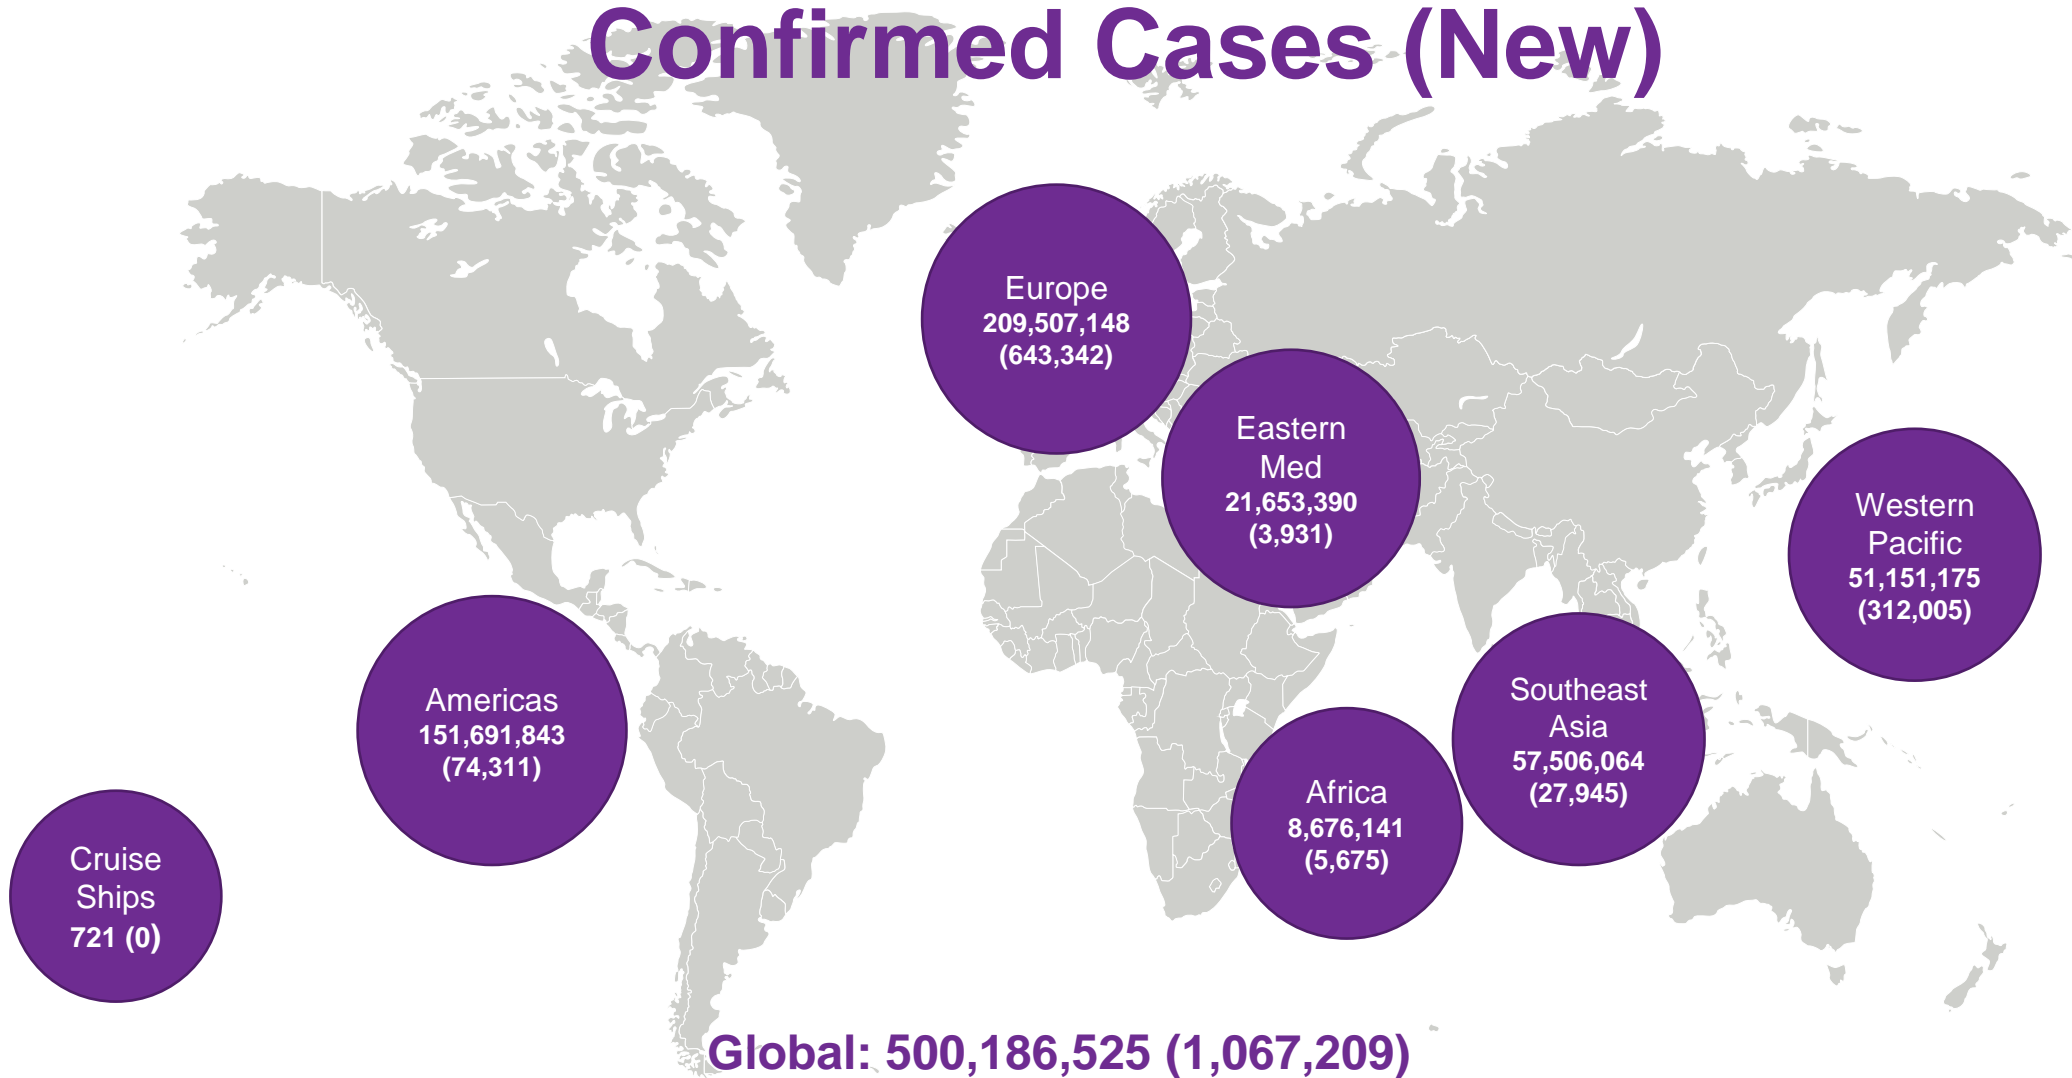 Confirmed Cases (New)
Europe
209,507,148
(643,342)
Eastern
Med
21,653,390
(3,931)
Western
Pacific
51,151,175
(312,005)
Americas
151,691,843
(74,311)
Southeast
Asia
57,506,064
(27,945)
Africa
8,676,141
(5,675)
Cruise
Ships
721 (0)
Global: 500,186,525 (1,067,209)